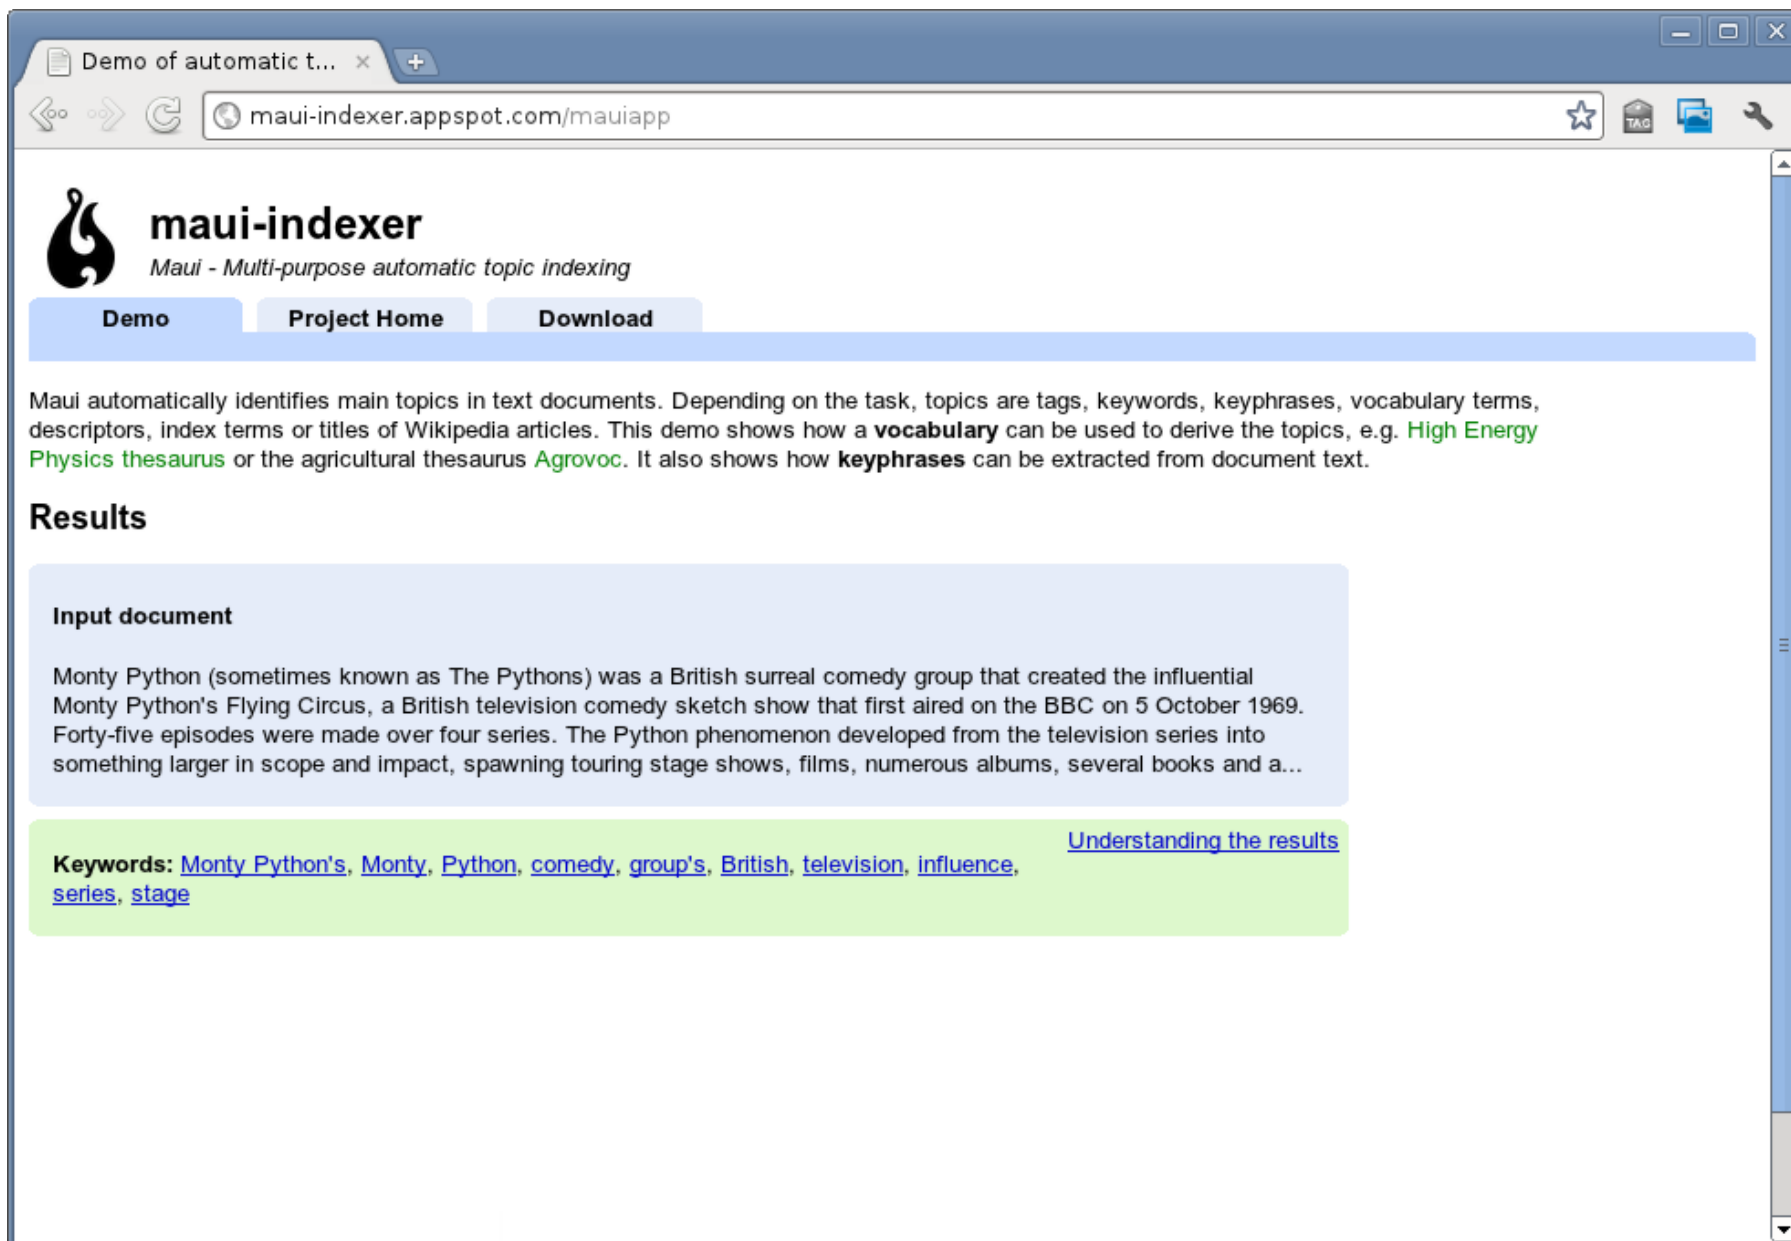 Demo of automatic t...
maui-indexer.appspot.com/mauiapp
TAG
maui-indexer
Maui - Multi-purpose automatic topic indexing
Demo Project Home Download
Maui automatically identifies main topics in text documents. Depending on the task, topics are tags, keywords, keyphrases, vocabulary terms,
descriptors, index terms or titles of Wikipedia articles. This demo shows how a vocabulary can be used to derive the topics, e.g. High Energy
Physics thesaurus or the agricultural thesaurus Agrovoc. It also shows how keyphrases can be extracted from document text.
Results
Input document
Monty Python (sometimes known as The Pythons) was a British surreal comedy group that created the influential
Monty Python's Flying Circus, a British television comedy sketch show that first aired on the BBC on 5 October 1969.
Forty-five episodes were made over four series. The Python phenomenon developed from the television series into
something larger in scope and impact, spawning touring stage shows, films, numerous albums, several books and a...
Understanding the results
Keywords: Monty Python's, Monty, Python, comedy, group's, British, television, influence,
series, stage